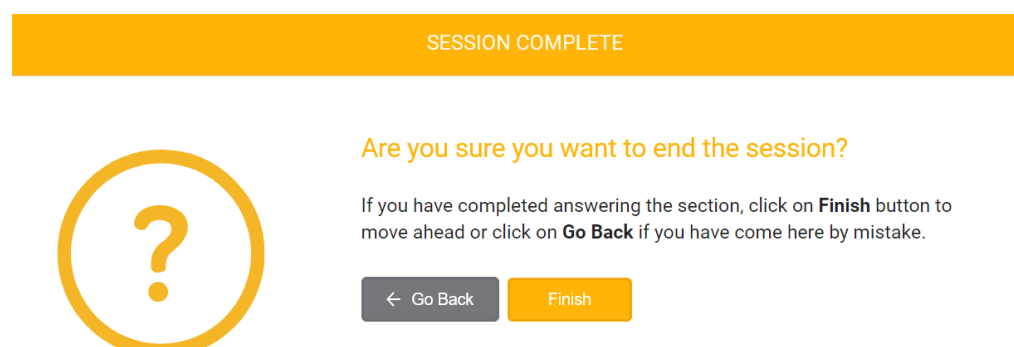 SESSION COMPLETE
Are you sure you want to end the session?
If you have completed answering the section, click on Finish button to
move ahead or click on Go Back if you have come here by mistake.
← Go Back
Finish